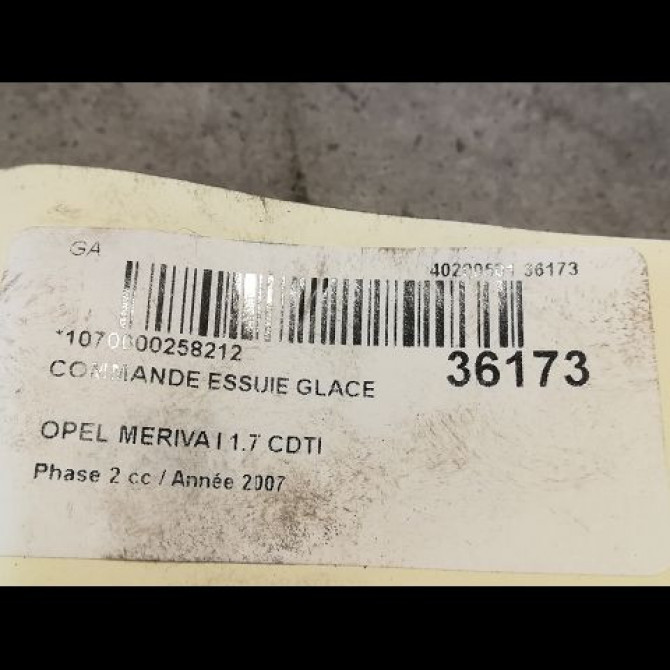 GA
36173
36173
COMMANDE ESSUIE GLACE
OPEL MERIVA I 1.7 CDTI
Phase 2 cc / Année 2007